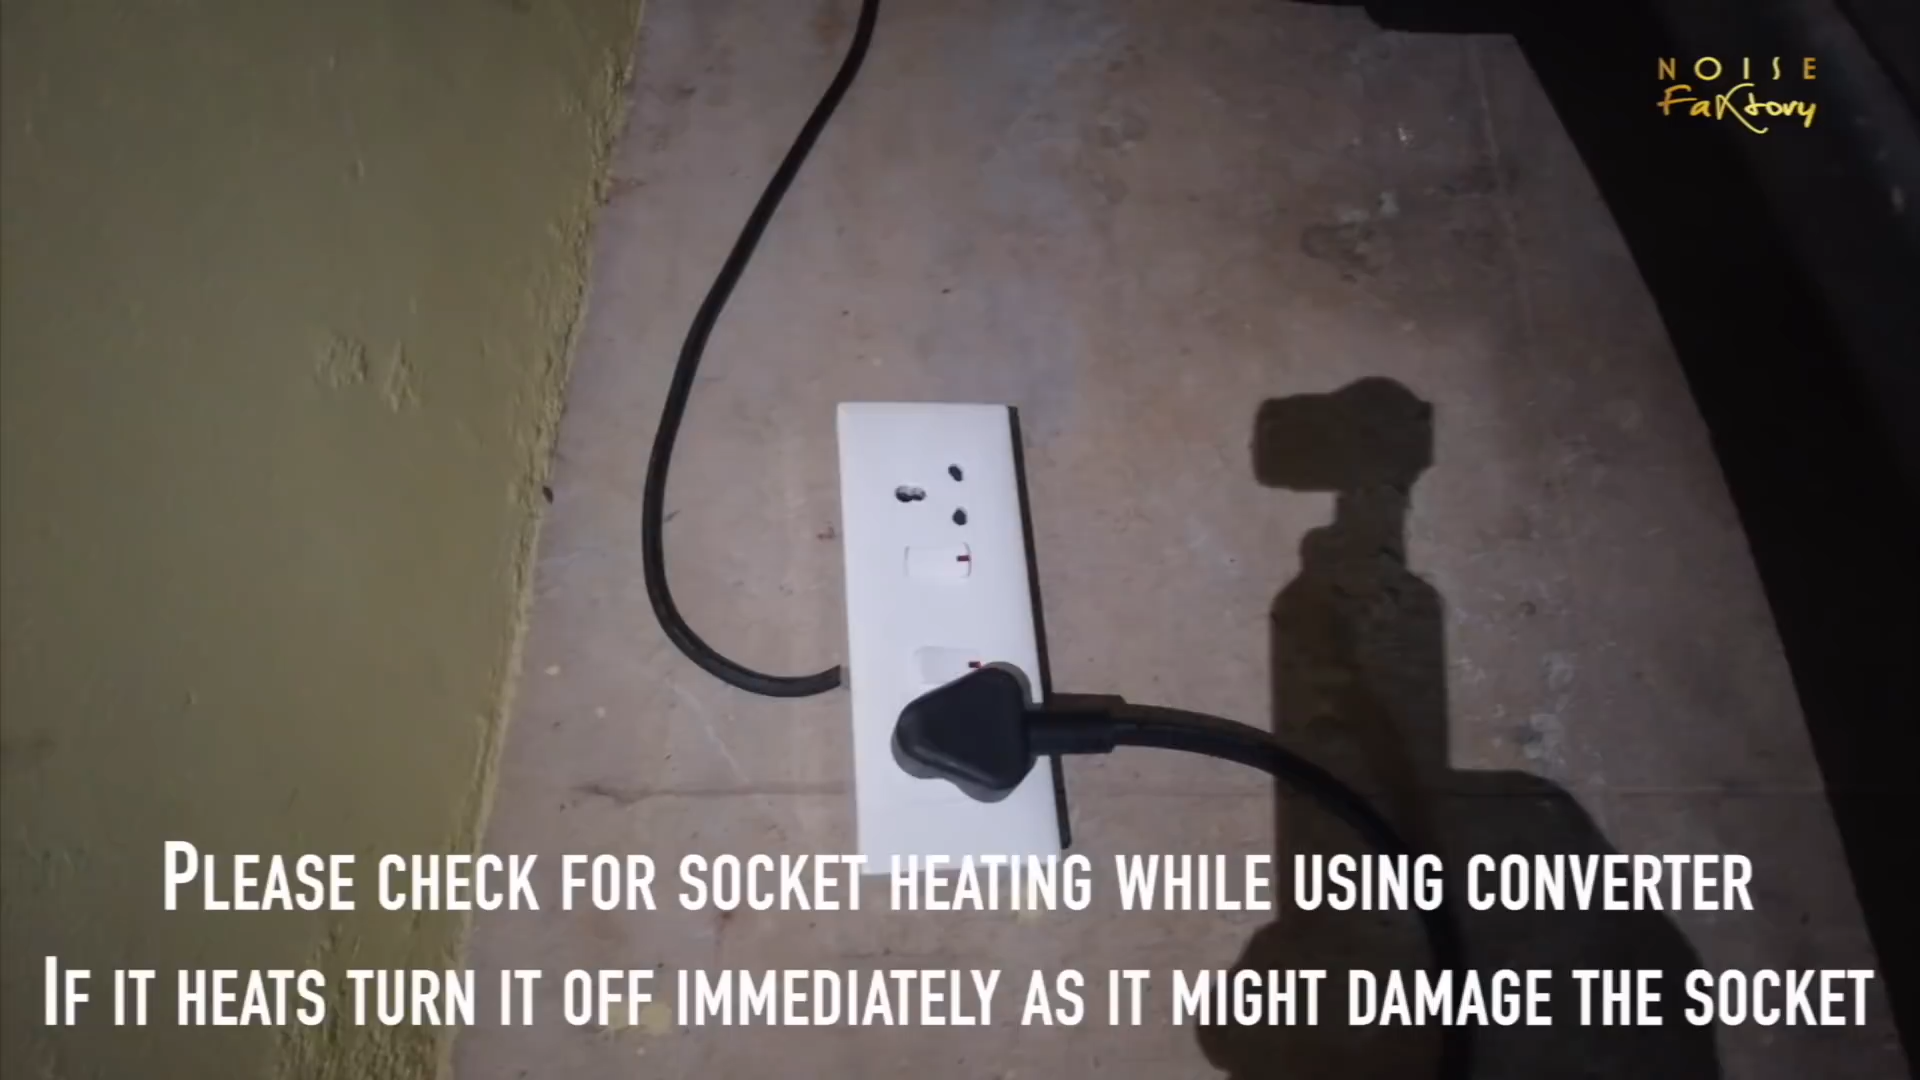 NOISE
Faktory
PLEASE CHECK FOR SOCKET HEATING WHILE USING CONVERTER
IF IT HEATS TURN IT OFF IMMEDIATELY AS IT MIGHT DAMAGE THE SOCKET